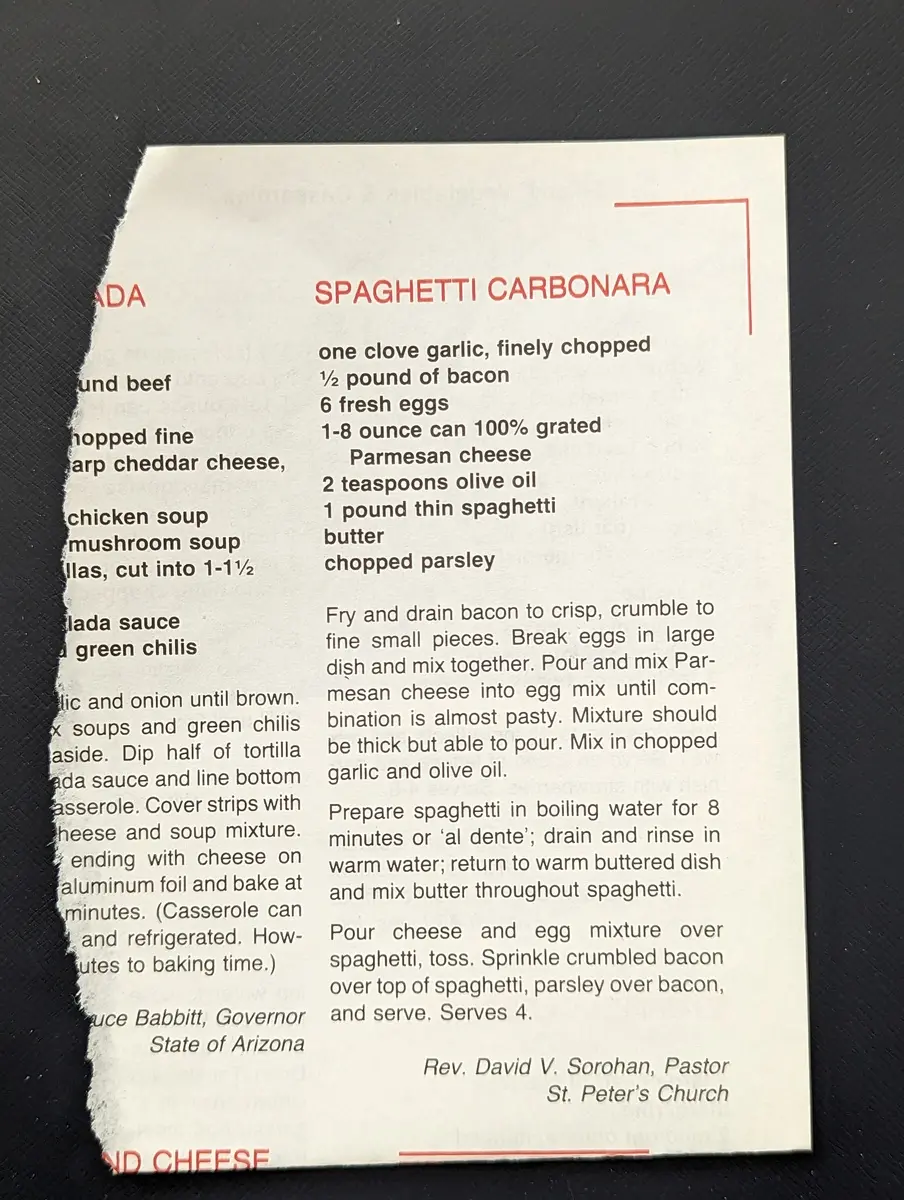 ADA
und beef
hopped fine
arp cheddar cheese,
chicken soup
mushroom soup
llas, cut into 1-1½
lada sauce
green chilis
lic and onion until brown.
x soups and green chilis
aside. Dip half of tortilla
ada sauce and line bottom
asserole. Cover strips with
heese and soup mixture.
ending with cheese on
aluminum foil and bake at
minutes. (Casserole can
and refrigerated. How-
utes to baking time.)
uce Babbitt, Governor
State of Arizona
ND CHEESE
SPAGHETTI CARBONARA
one clove garlic, finely chopped
½ pound of bacon
6 fresh eggs
1-8 ounce can 100% grated
Parmesan cheese
2 teaspoons olive oil
1 pound thin spaghetti
butter
chopped parsley
Fry and drain bacon to crisp, crumble to
fine small pieces. Break eggs in large
dish and mix together. Pour and mix Par-
mesan cheese into egg mix until com-
bination is almost pasty. Mixture should
be thick but able to pour. Mix in chopped
garlic and olive oil.
Prepare spaghetti in boiling water for 8
minutes or ‘al dente’; drain and rinse in
warm water; return to warm buttered dish
and mix butter throughout spaghetti.
Pour cheese and egg mixture over
spaghetti, toss. Sprinkle crumbled bacon
over top of spaghetti, parsley over bacon,
and serve. Serves 4.
Rev. David V. Sorohan, Pastor
St. Peter's Church